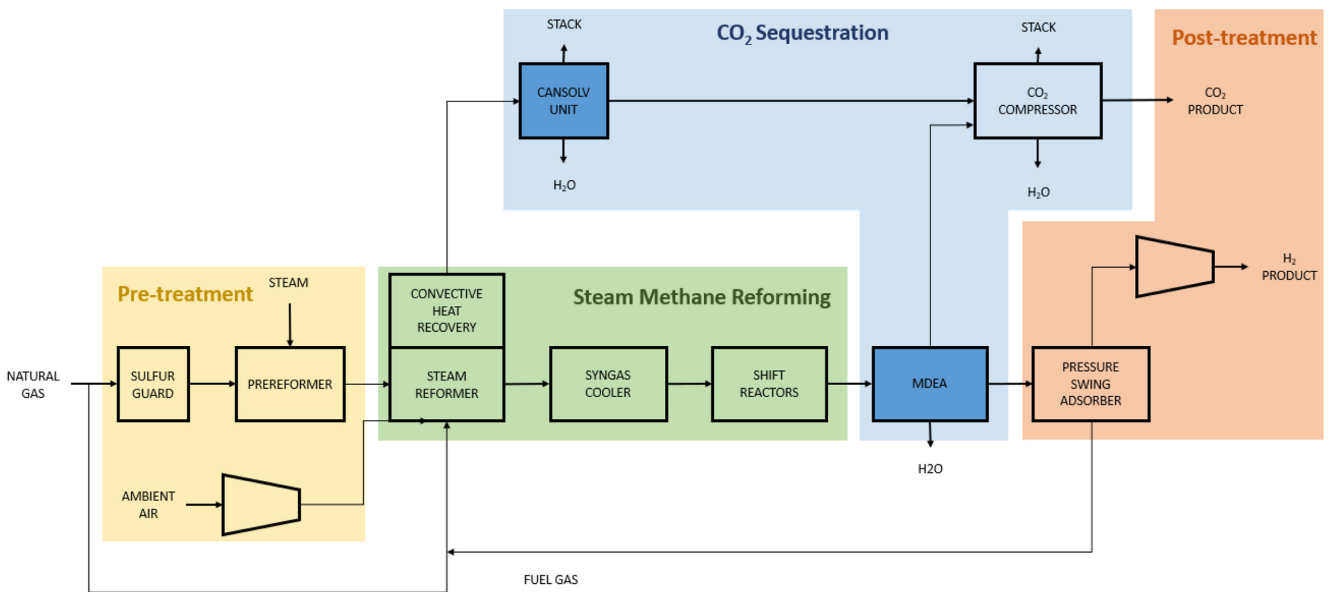 STACK
CO₂ Sequestration
STACK
Post-treatment
CANSOLV
UNIT
CO₂
COMPRESSOR
CO₂
PRODUCT
H₂O
H₂O
Pre-treatment
STEAM
CONVECTIVE
HEAT
RECOVERY
Steam Methane Reforming
H₂
PRODUCT
NATURAL
GAS
SULFUR
GUARD
PREREFORMER
STEAM
REFORMER
SYNGAS
COOLER
SHIFT
REACTORS
MDEA
PRESSURE
SWING
ADSORBER
H2O
AMBIENT
AIR
FUEL GAS